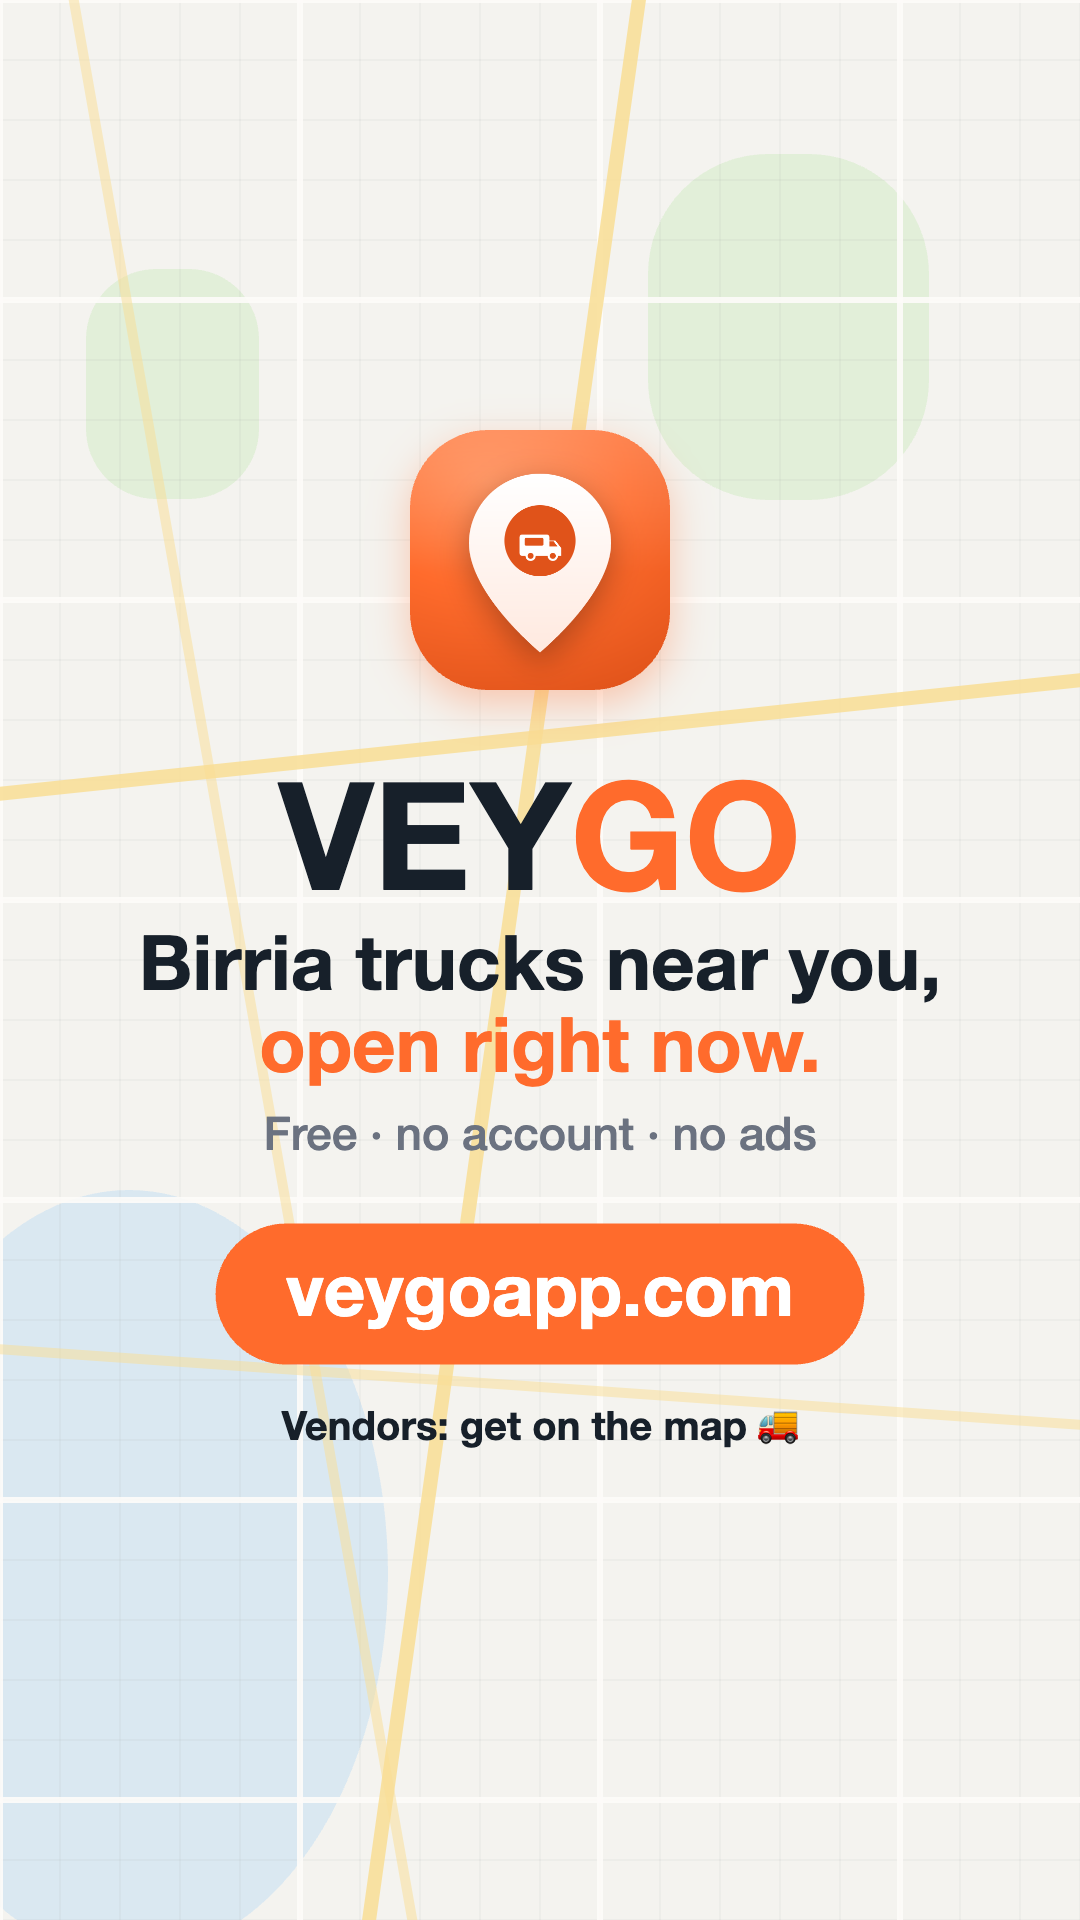 VEYGO
Birria trucks near you,
open right now.
Free · no account · no ads
veygoapp.com
Vendors: get on the map 🚚